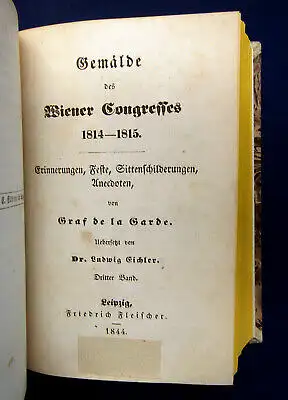 Gemälde
des
Wiener Congresses
1814—1815.
Erinnerungen, Feste, Sittenschilderungen,
Anecdoten,
von
Graf de la Garde.
Uebersetzt von
Dr. Ludwig Eichler.
Dritter Band.
Leipzig,
Friedrich Fleischer.
1844.